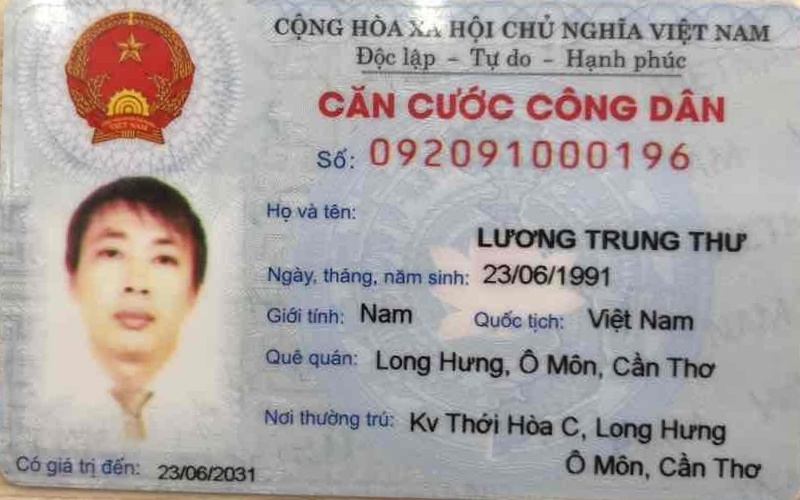 CỘNG HÒA XÃ HỘI CHỦ NGHĨA VIỆT NAM
Độc lập - Tự do - Hạnh phúc
CĂN CƯỚC CÔNG DÂN
Số: 092091000196
Họ và tên:
LƯƠNG TRUNG THƯ
Ngày, tháng, năm sinh: 23/06/1991
Giới tính: Nam Quốc tịch: Việt Nam
Quê quán: Long Hưng, Ô Môn, Cần Thơ
Nơi thường trú: Kv Thới Hòa C, Long Hưng
Ô Môn, Cần Thơ
Có giá trị đến: 23/06/2031